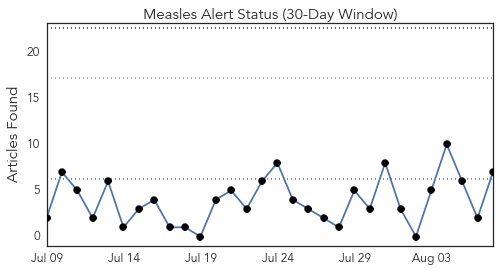 Measles Alert Status (30-Day Window)
Articles Found
20
15
10
5
0
Jul 09 Jul 14 Jul 19 Jul 24 Jul 29 Aug 03